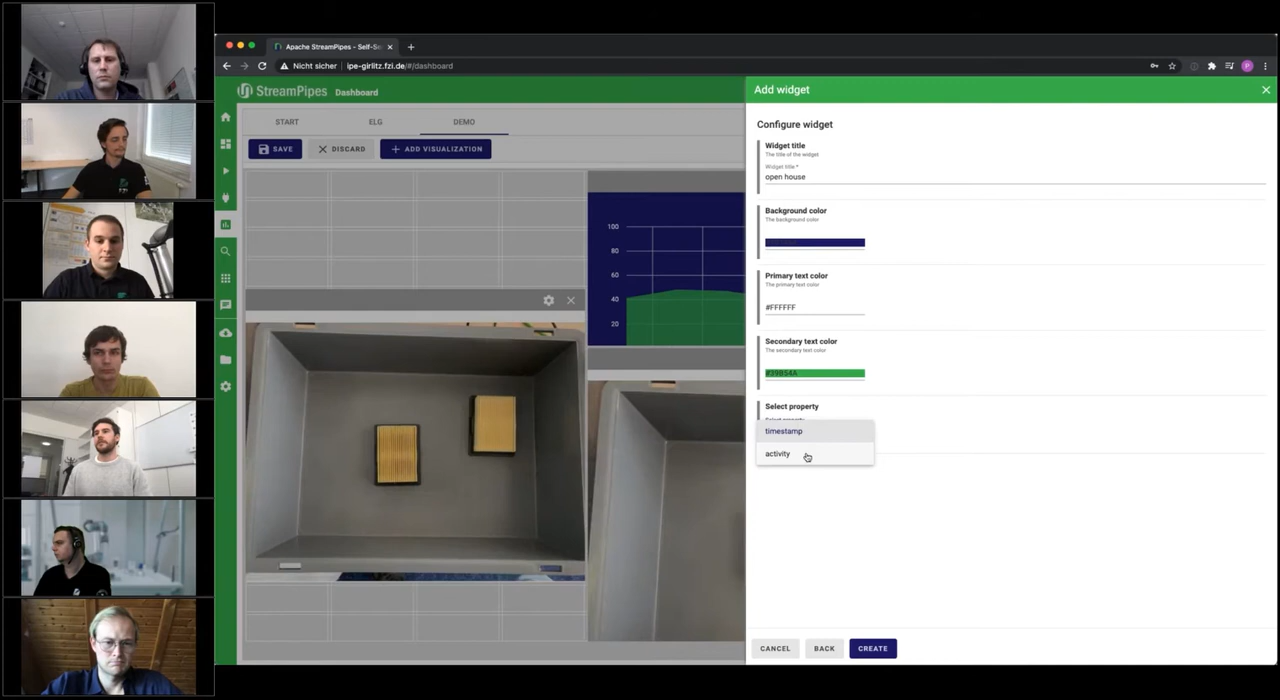 Apache StreamPipes - Self-Se
Nicht sicher
ipe-girlitz.fzi.de/#/dashboard
P
StreamPipes
Dashboard
START
ELG
DEMO
SAVE
DISCARD
ADD VISUALIZATION
100
80
60
40
20
Add widget
Configure widget
Widget title
The title of the widget
Widget title *
open house
Background color
The background color
Primary text color
The primary text color
#FFFFFF
Secondary text color
The secondary text color
#39B54A
Select property
timestamp
activity
CANCEL
BACK
CREATE